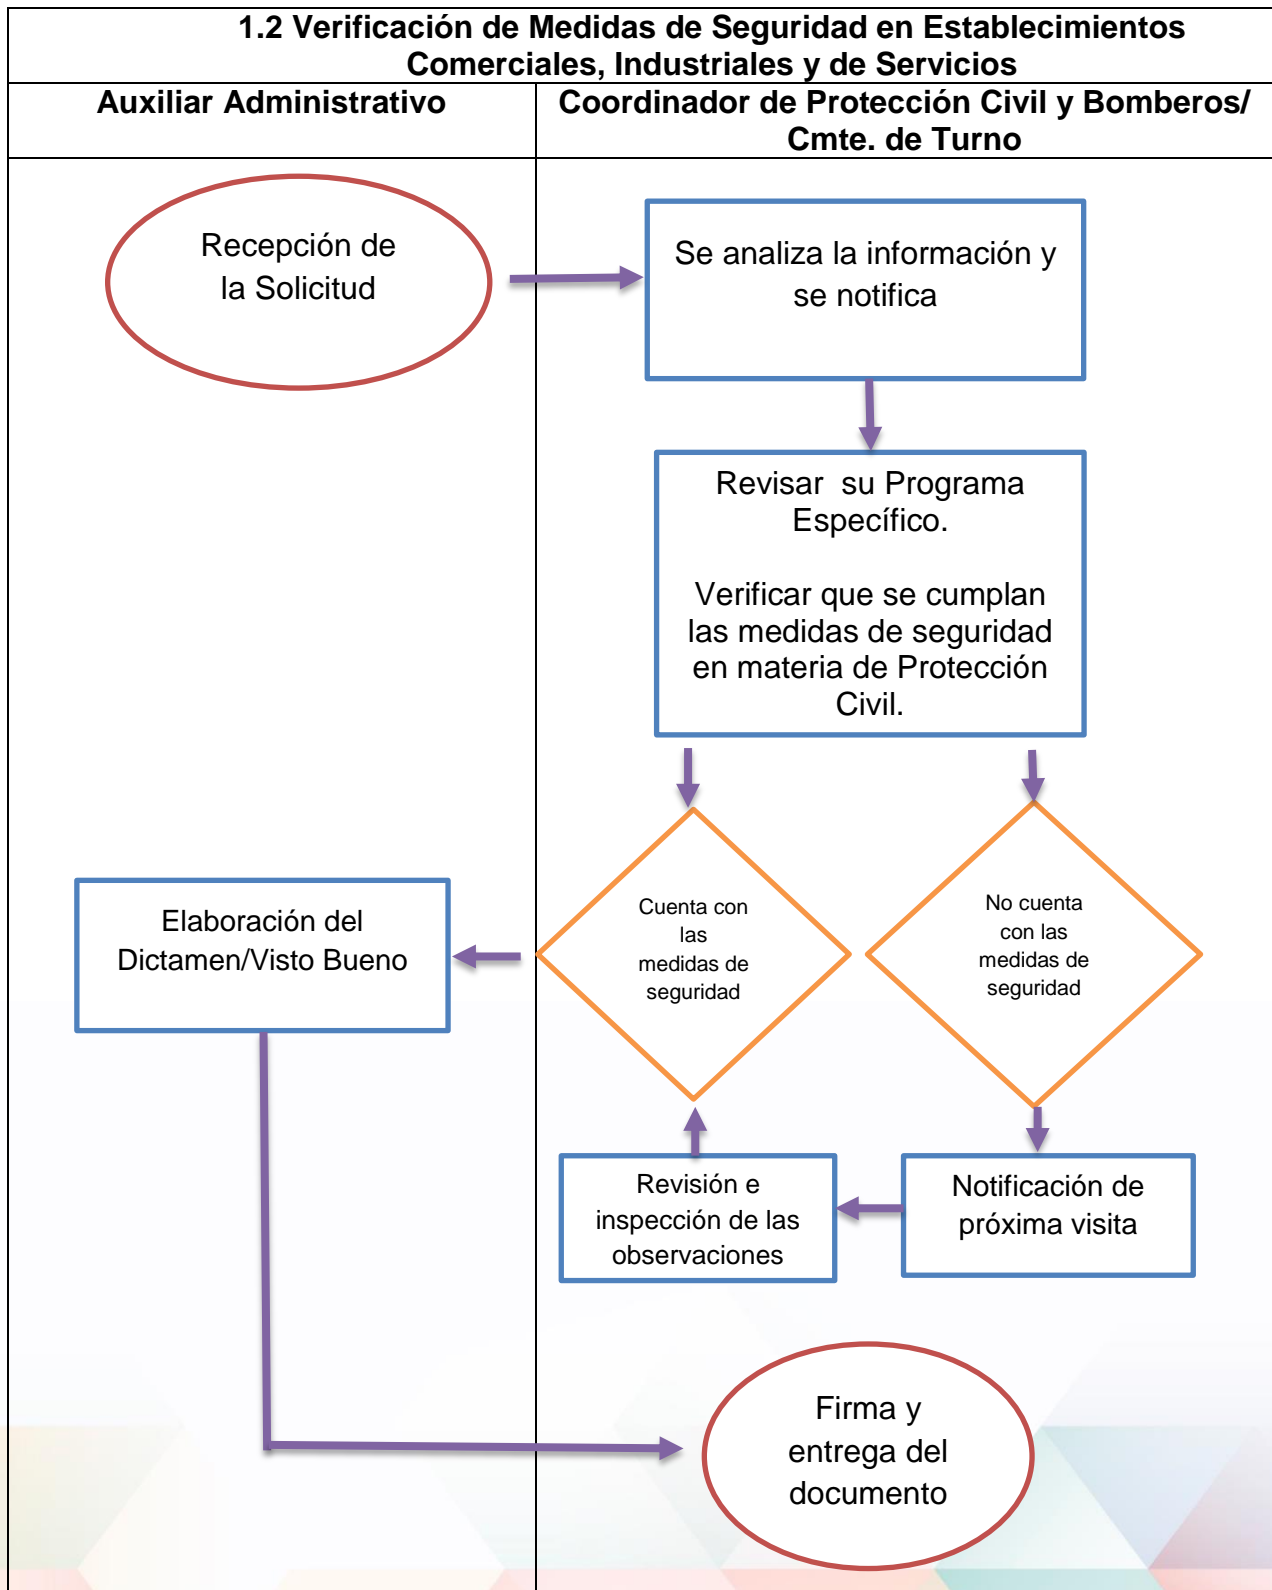 1.2 Verificación de Medidas de Seguridad en Establecimientos
Comerciales, Industriales y de Servicios
Auxiliar Administrativo
Coordinador de Protección Civil y Bomberos/
Cmte. de Turno
Recepción de
la Solicitud
Se analiza la información y
se notifica
Revisar su Programa
Específico.
Verificar que se cumplan
las medidas de seguridad
en materia de Protección
Civil.
Cuenta con
las
medidas de
seguridad
No cuenta
con las
medidas de
seguridad
Elaboración del
Dictamen/Visto Bueno
Revisión e
inspección de las
observaciones
Notificación de
próxima visita
Firma y
entrega del
documento